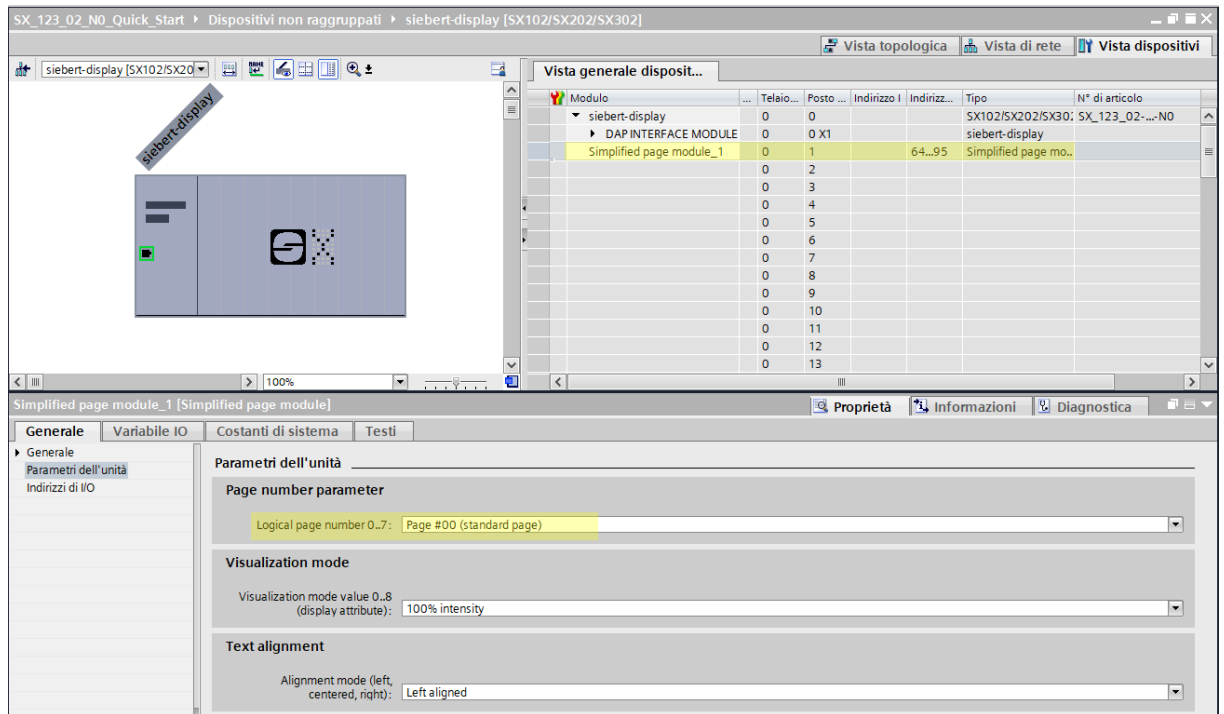 SX_123_02_N0_Quick_Start ▸ Dispositivi non raggruppati ▸ siebert-display [SX102/SX202/SX302]
Vista topologica Vista di rete Vista dispositivi
siebert-display [SX102/SX20
Vista generale disposit...
siebert-display
Modulo ... Telaio... Posto ... Indirizzo I Indirizz... Tipo N° di articolo
siebert-display 0 0 SX102/SX202/SX302 SX_123_02-...-N0
DAP INTERFACE MODULE 0 0 X1 siebert-display
Simplified page module_1 0 1 64...95 Simplified page mo..
0 2
0 3
0 4
0 5
0 6
0 7
0 8
0 9
0 10
0 11
0 12
0 13
100%
Simplified page module_1 [Simplified page module]
Proprietà Informazioni Diagnostica
Generale Variabile IO Costanti di sistema Testi
Generale
Parametri dell'unità
Indirizzi di I/O
Parametri dell'unità
Page number parameter
Logical page number 0..7: Page #00 (standard page)
Visualization mode
Visualization mode value 0..8
(display attribute): 100% intensity
Text alignment
Alignment mode (left,
centered, right): Left aligned